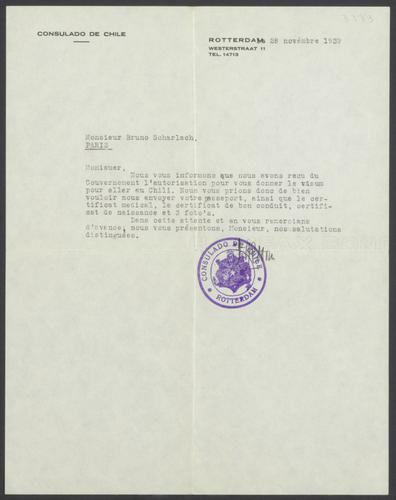 3783
CONSULADO DE CHILE
ROTTERDAM, 28 novémbre 1939
WESTERSTRAAT 11
TEL. 14713
Monsieur Bruno Scharlach,
PARIS
Monsieur,
Nous vous informons que nous avons reçu du
Gouvernement l'autorisation pour vous donner le visum
pour eller au Chili. Nous vous prions donc de bien
vouloir nous envoyer votre passeport, ainsi que le cer-
tificat medical, le certificat de bon conduit, certifi-
cat de naissance et 3 foto's.
Dans cette attente et en vous remercians
d'avance, nous vous présentons, Monsieur, nos salutations
distinguées.
CONSULADO DE CHILE
ROTTERDAM